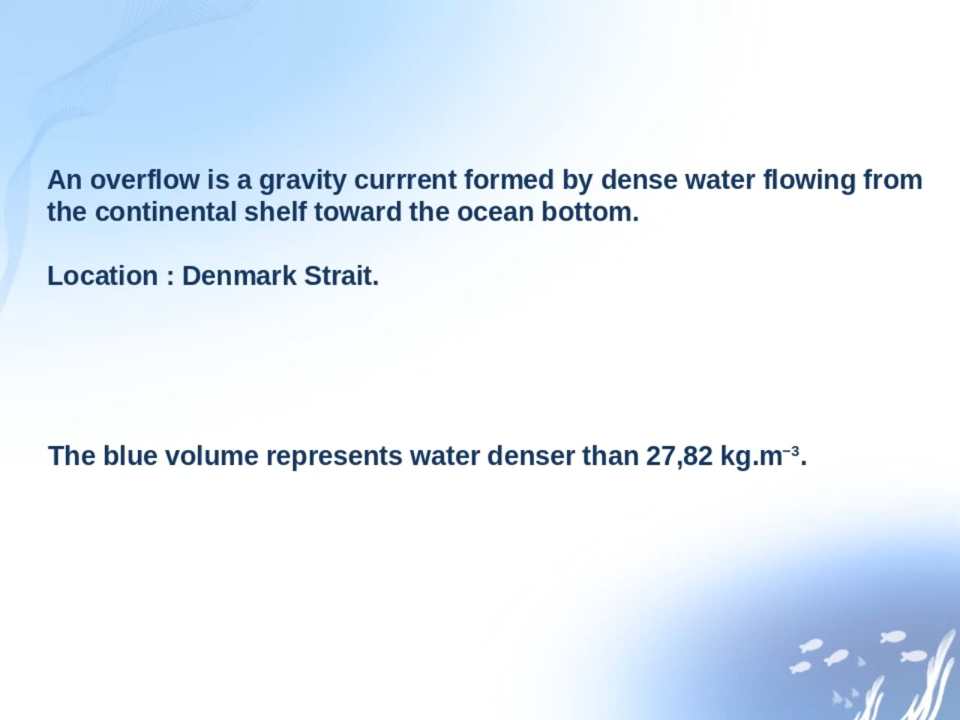 An overflow is a gravity currrent formed by dense water flowing from
the continental shelf toward the ocean bottom.
Location : Denmark Strait.
The blue volume represents water denser than 27,82 kg.m⁻³.